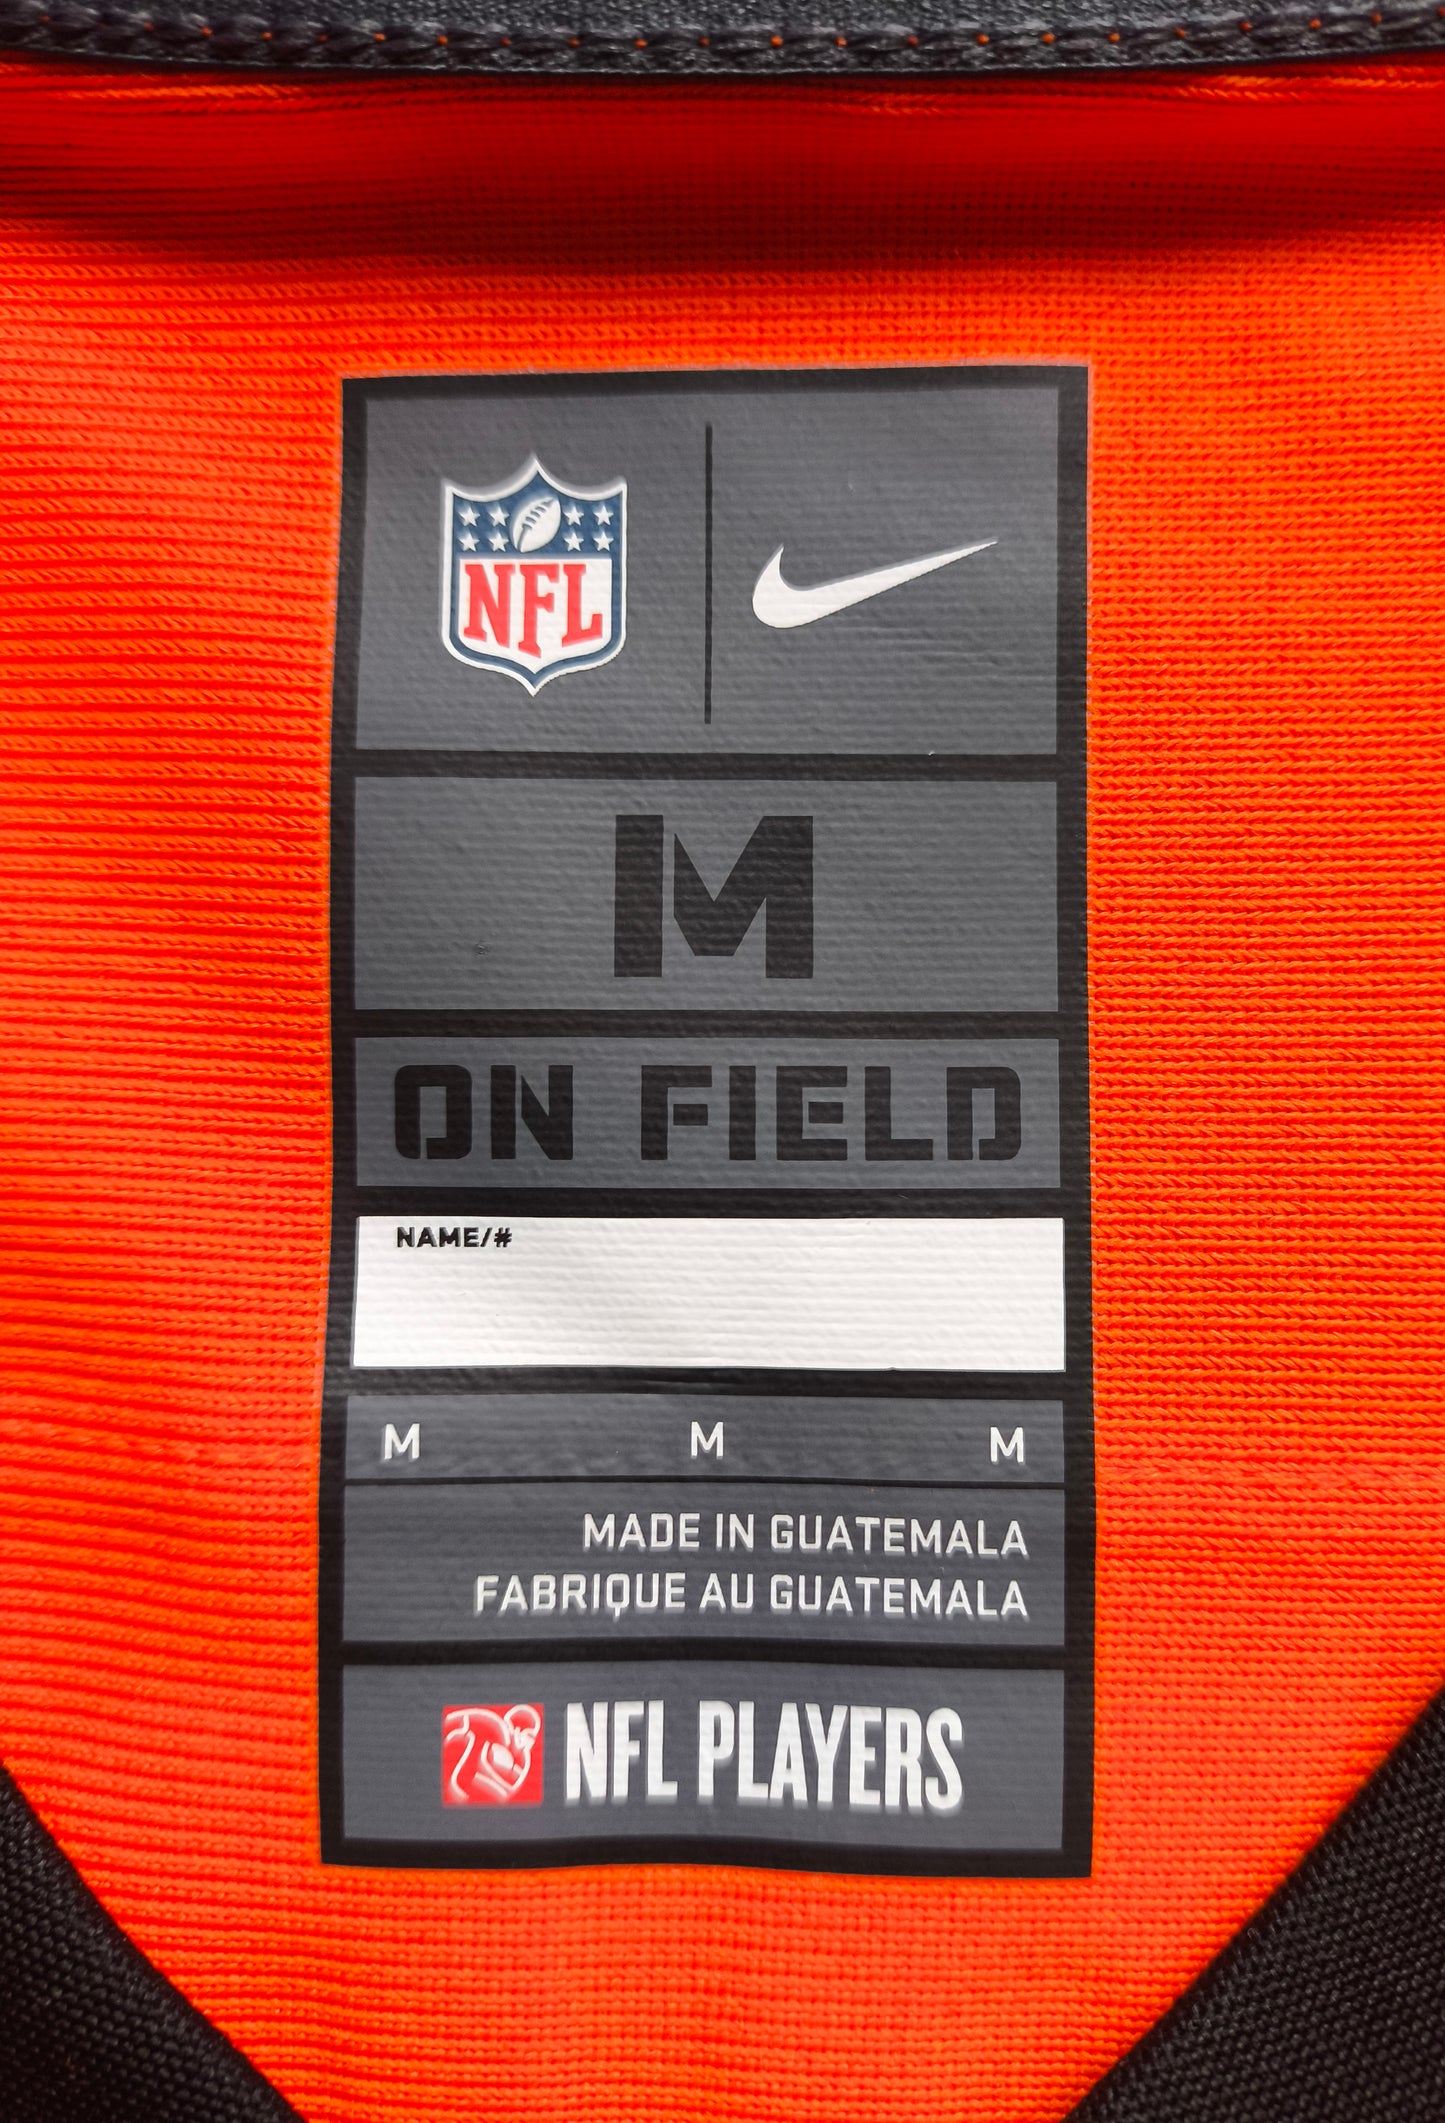 NFL
M
ON FIELD
NAME/#
M M M
MADE IN GUATEMALA
FABRIQUE AU GUATEMALA
NFL PLAYERS